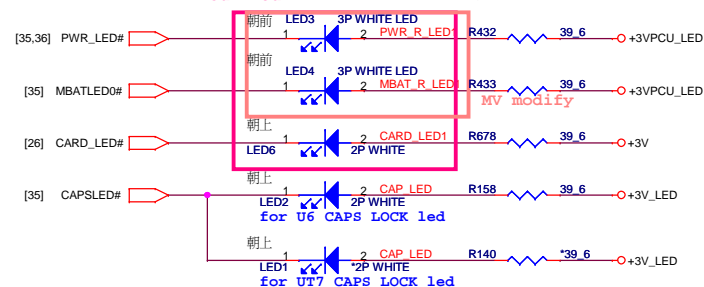 朝前
LED3 3P WHITE LED
[35,36] PWR_LED# 1 2 PWR_R_LED1 R432 39_6 +3VPCU_LED
朝前
LED4 3P WHITE LED
[35] MBATLED0# 1 2 MBAT_R_LED1 R433 39_6 +3VPCU_LED
MV modify
朝上
[26] CARD_LED# 1 2 CARD_LED1 R678 39_6 +3V
LED6 2P WHITE
朝上
[35] CAPSLED# 1 2 CAP_LED R158 39_6 +3V_LED
LED2 2P WHITE
for U6 CAPS LOCK led
朝上
1 2 CAP_LED R140 *39_6 +3V_LED
LED1 *2P WHITE
for UT7 CAPS LOCK led